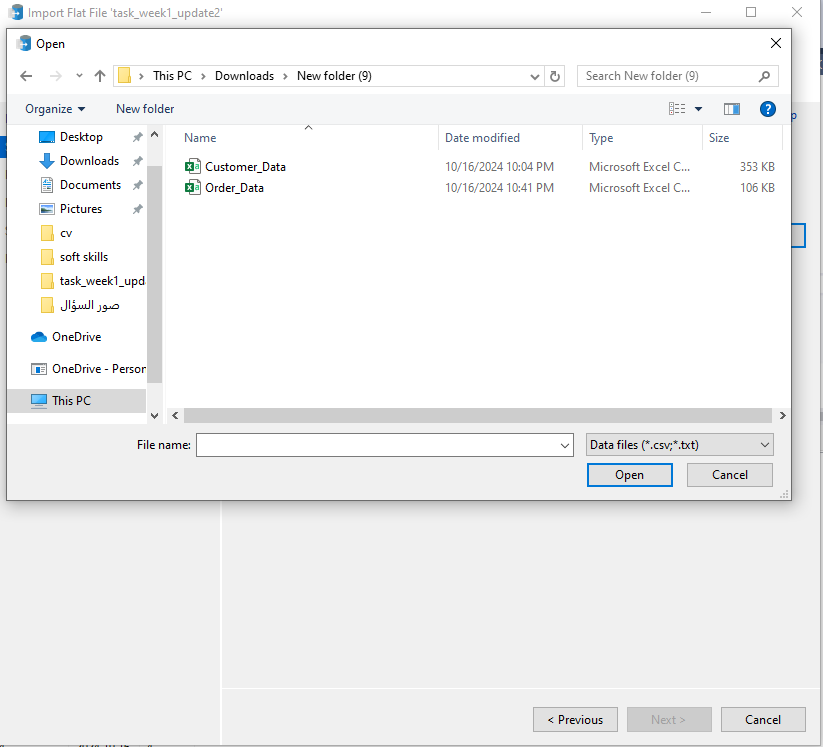 Import Flat File 'task_week1_update2'
Open
This PC > Downloads > New folder (9)
Search New folder (9)
Organize
New folder
Name
Date modified
Type
Size
Desktop
Downloads
Documents
Pictures
cv
soft skills
task_week1_upd
صور السؤال
OneDrive
OneDrive - Person
This PC
Customer_Data 10/16/2024 10:04 PM Microsoft Excel C... 353 KB
Order_Data 10/16/2024 10:41 PM Microsoft Excel C... 106 KB
File name:
Data files (*.csv;*.txt)
Open
Cancel
< Previous
Next >
Cancel